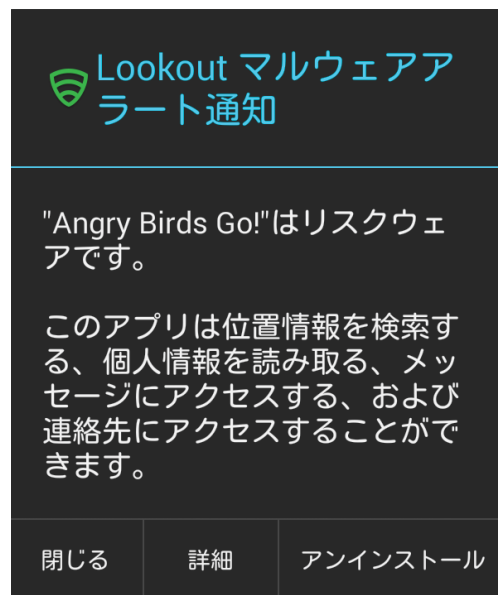 Lookout マルウェアア
ラート通知
"Angry Birds Go!"はリスクウェ
アです。
このアプリは位置情報を検索す
る、個人情報を読み取る、メッ
セージにアクセスする、および
連絡先にアクセスすることがで
きます。
閉じる
詳細
アンインストール